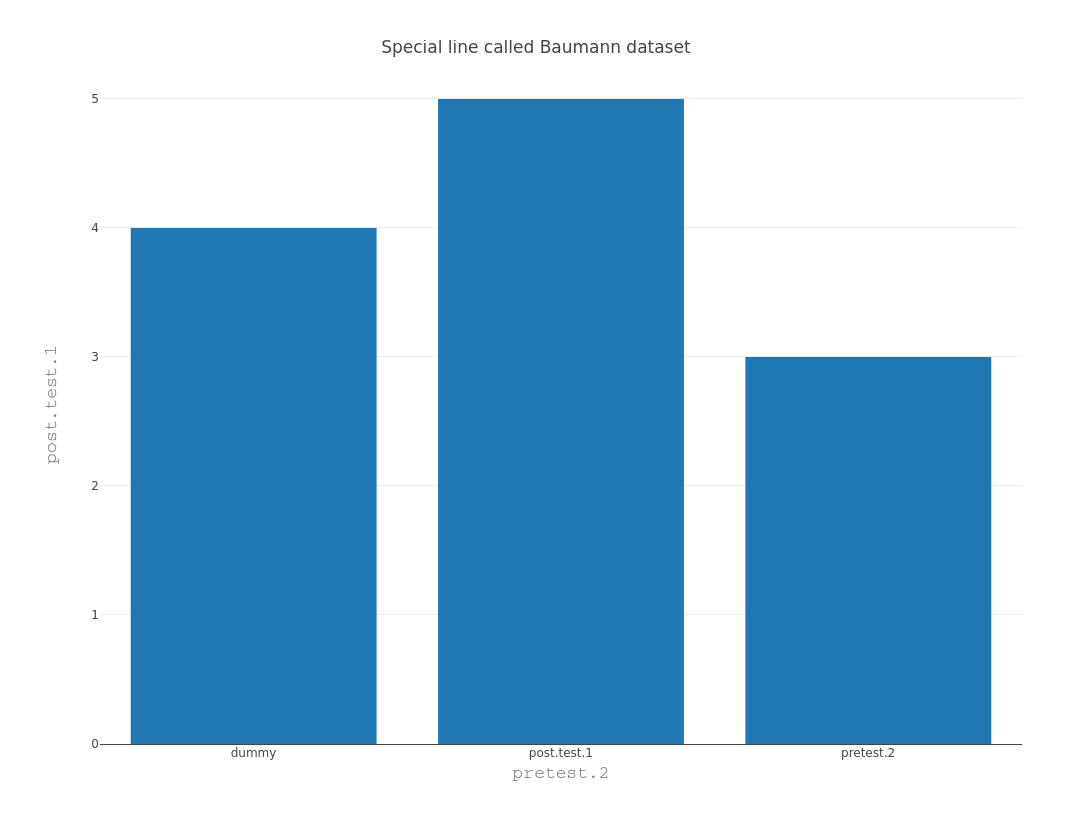 Special line called Baumann dataset
5
4
3
2
1
0
post.test.1
dummy
post.test.1
pretest.2
pretest.2